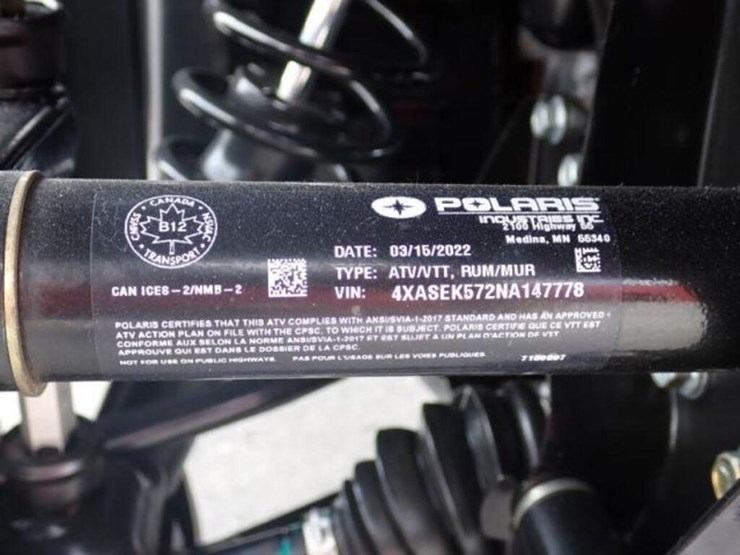 CANADA
CMVSS
B12
NSVAC
TRANSPORT
CAN ICES-2/NMB-2
POLARIS
INDUSTRIES INC.
2100 Highway 55
Medina, MN 55340
DATE: 03/15/2022
TYPE: ATV/VTT, RUM/MUR
VIN: 4XASEK572NA147778
POLARIS CERTIFIES THAT THIS ATV COMPLIES WITH ANSI/SVIA-1-2017 STANDARD AND HAS AN APPROVED
ATV ACTION PLAN ON FILE WITH THE CPSC, TO WHICH IT IS SUBJECT. POLARIS CERTIFIE QUE CE VTT EST
CONFORME AUX SELON LA NORME ANSI/SVIA-1-2017 ET EST SUJET A UN PLAN D'ACTION DE VTT
APPROUVE QUI EST DANS LE DOSSIER DE LA CPSC.
NOT FOR USE ON PUBLIC HIGHWAYS. PAS POUR L'USAGE SUR LES VOIES PUBLIQUES.